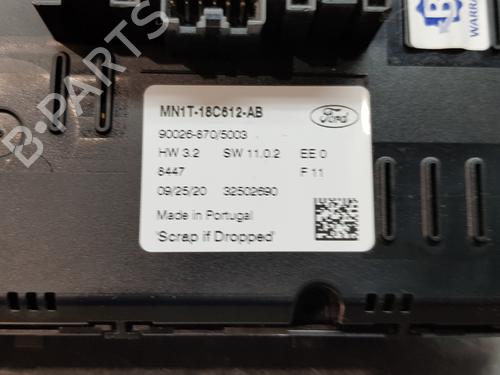 MN1T-18C612-AB
Ford
90026-870/5003
HW 3.2 SW 11.0.2 EE 0
8447 F 11
09/25/20 32502690
Made in Portugal
'Scrap if Dropped'
B-PARTS